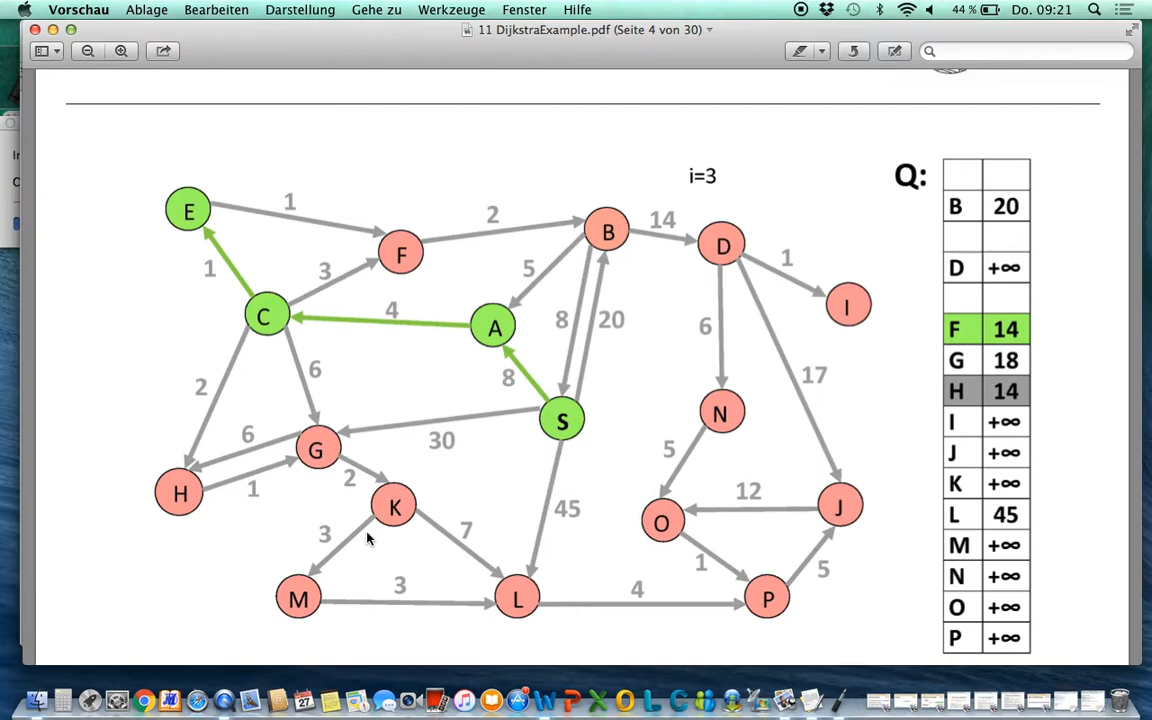 Vorschau Ablage Bearbeiten Darstellung Gehe zu Werkzeuge Fenster Hilfe 44 % Do. 09:21
11 DijkstraExample.pdf (Seite 4 von 30)
i=3
Q:
B 20
D +∞
F 14
G 18
H 14
I +∞
J +∞
K +∞
L 45
M +∞
N +∞
O +∞
P +∞
E 1 F 2 B 14 D 1 I
1 3 5
C 4 A 8 20 6 17
8
2 6 S N
G 30 5
6 H 1 2 K 45 O 12 J
3 7 1 5
M 3 L 4 P